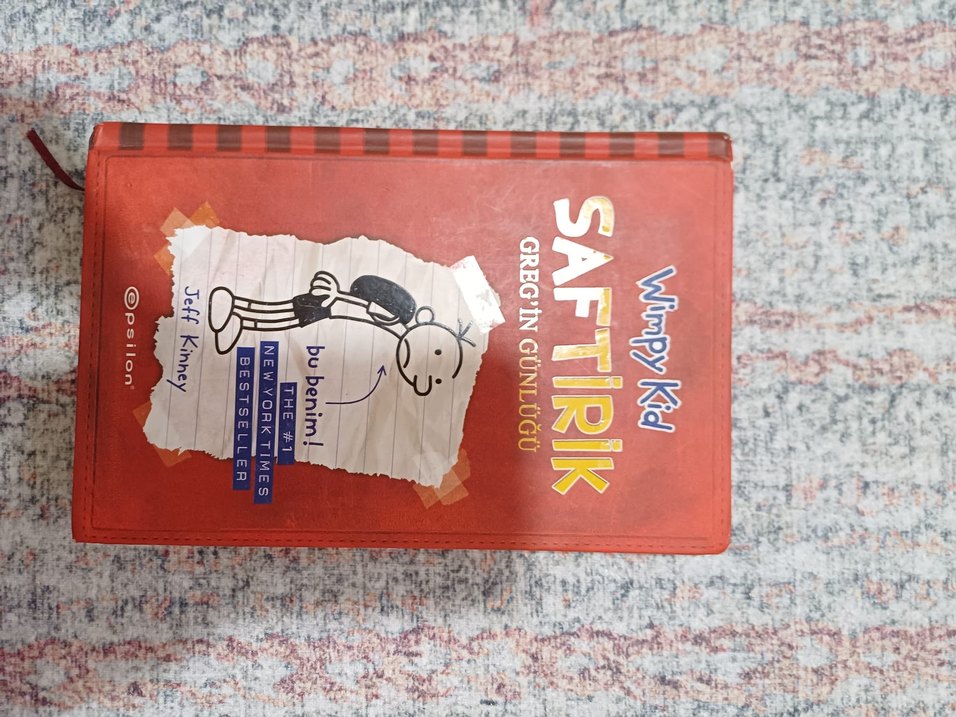 Wimpy Kid
SAFTİRİK
GREG'İN GÜNLÜĞÜ
bu benim!
THE #1
NEW YORK TIMES
BESTSELLER
Jeff Kinney
epsilon®